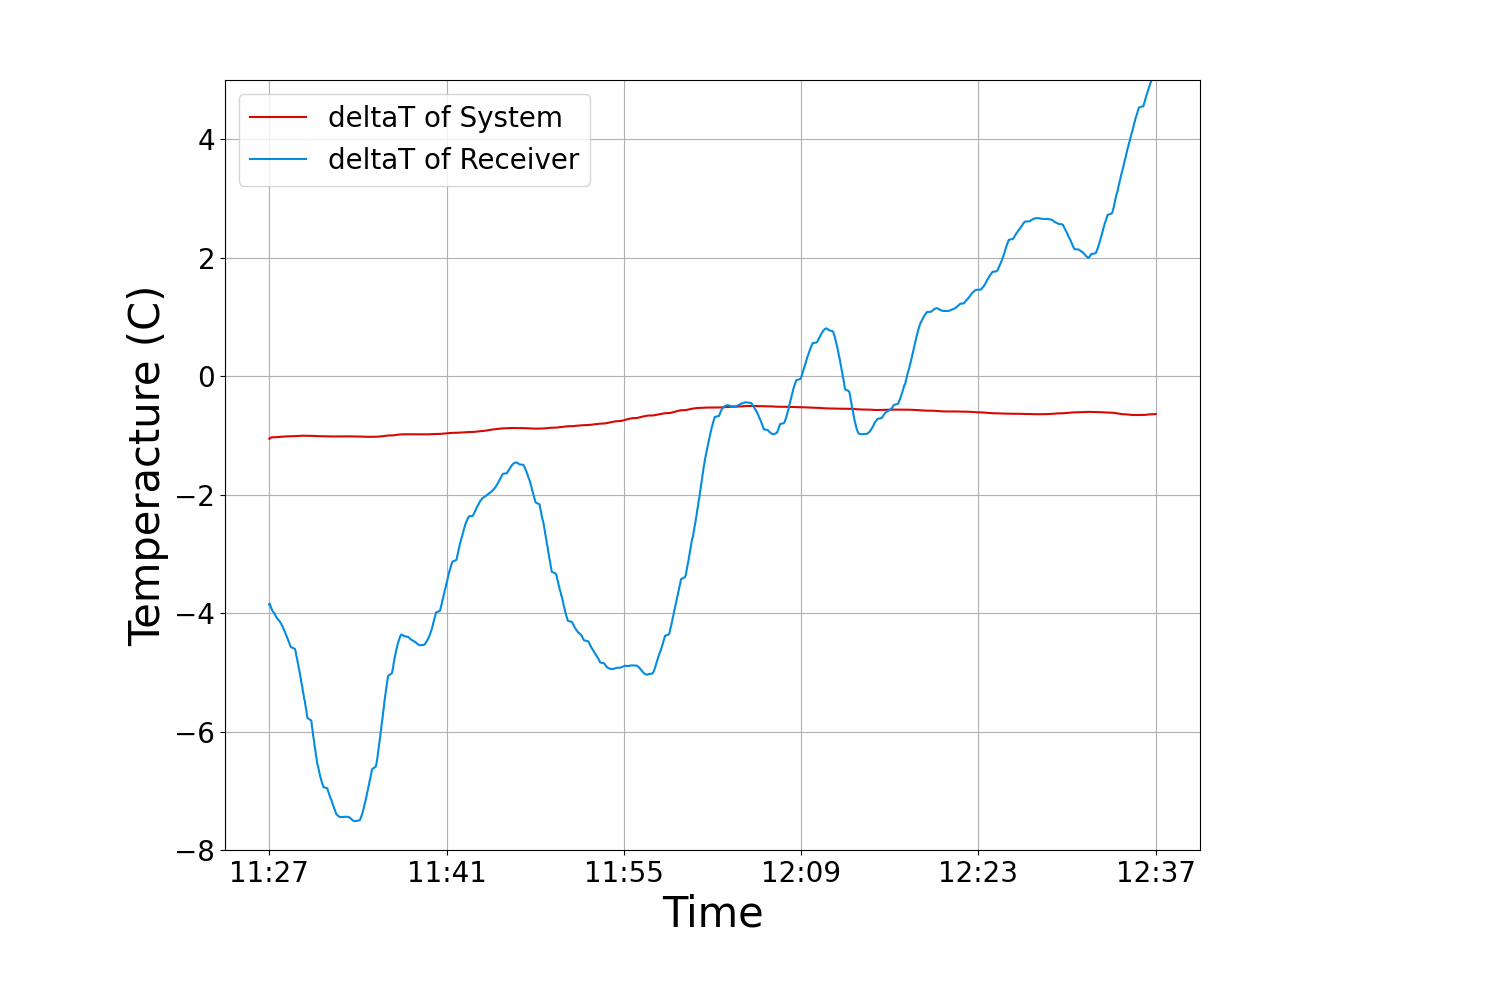 deltaT of System
deltaT of Receiver
4
2
0
−2
−4
−6
−8
Temperacture (C)
11:27 11:41 11:55 12:09 12:23 12:37
Time